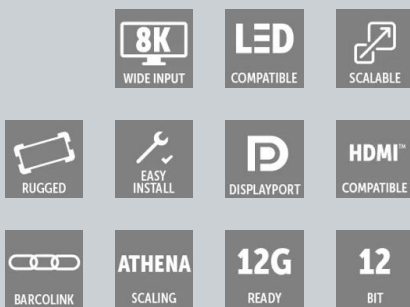 8K
WIDE INPUT
LED
COMPATIBLE
SCALABLE
RUGGED
EASY
INSTALL
DISPLAYPORT
HDMI™
COMPATIBLE
BARCOLINK
ATHENA
SCALING
12G
READY
12
BIT